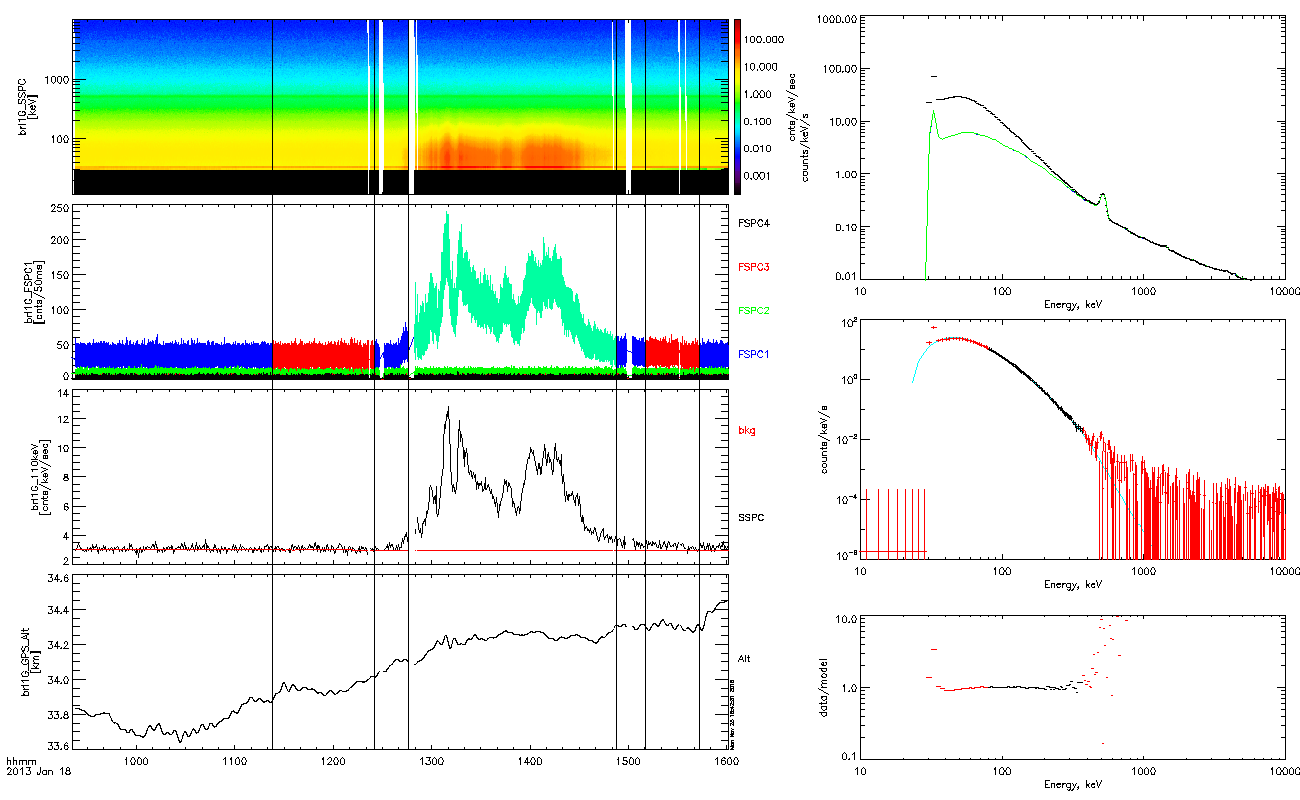 brl1G_SSPC
[keV]
1000
100
100.000
10.000
1.000
0.100
0.010
0.001
cnts/keV/sec
brl1G_FSPC1
[cnts/50ms]
250
200
150
100
50
0
FSPC4
FSPC3
FSPC2
FSPC1
brl1G_110keV
[cnts/keV/sec]
14
12
10
8
6
4
2
bkg
SSPC
brl1G_GPS_Alt
[km]
34.6
34.4
34.2
34.0
33.8
33.6
Alt
hhmm
2013 Jan 18
1000 1100 1200 1300 1400 1500 1600
counts/keV/s
1000.00
100.00
10.00
1.00
0.10
0.01
10 100 1000 10000
Energy, keV
counts/keV/s
10²
10⁰
10⁻²
10⁻⁴
10⁻⁶
10 100 1000 10000
Energy, keV
data/model
10.0
1.0
0.1
10 100 1000 10000
Energy, keV